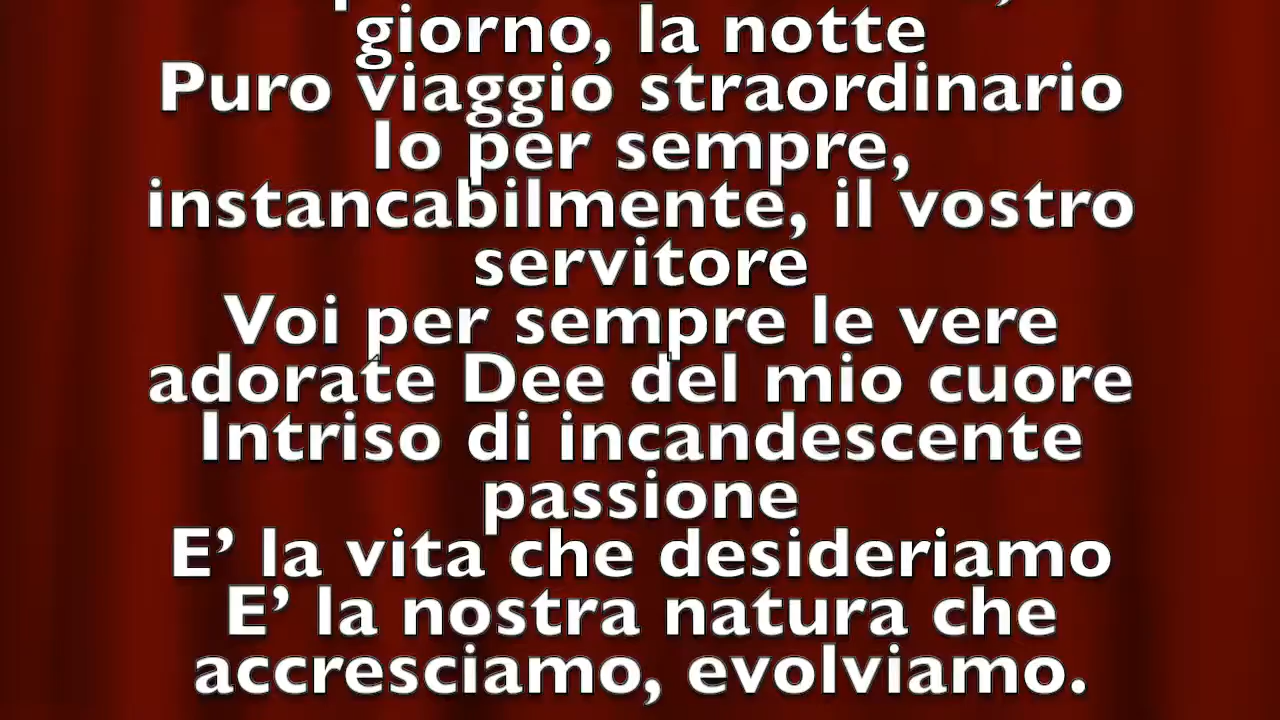 giorno, la notte
Puro viaggio straordinario
Io per sempre,
instancabilmente, il vostro
servitore
Voi per sempre le vere
adorate Dee del mio cuore
Intriso di incandescente
passione
E’ la vita che desideriamo
E’ la nostra natura che
accresciamo, evolviamo.